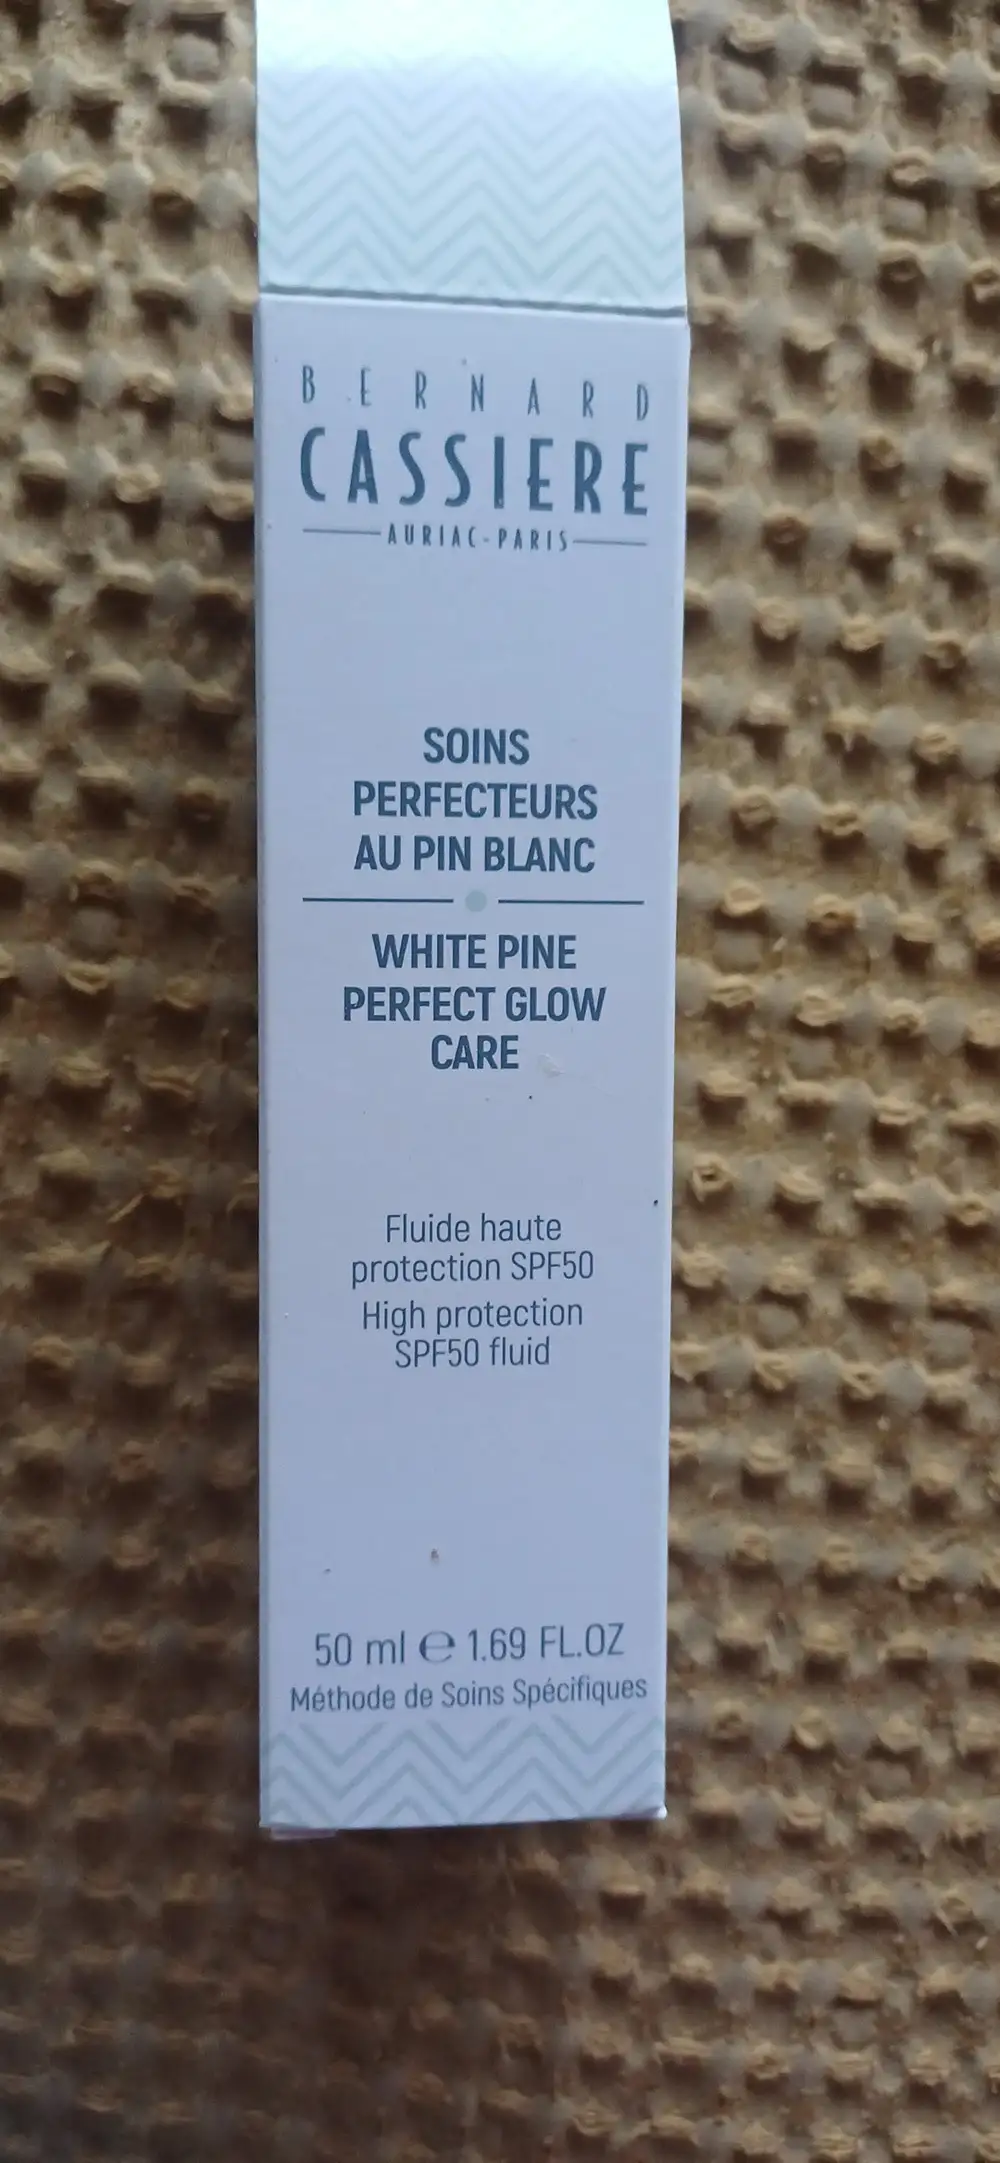 BERNARD
CASSIERE
AURIAC-PARIS
SOINS
PERFECTEURS
AU PIN BLANC
WHITE PINE
PERFECT GLOW
CARE
Fluide haute
protection SPF50
High protection
SPF50 fluid
50 ml ℮ 1.69 FL.OZ
Méthode de Soins Spécifiques